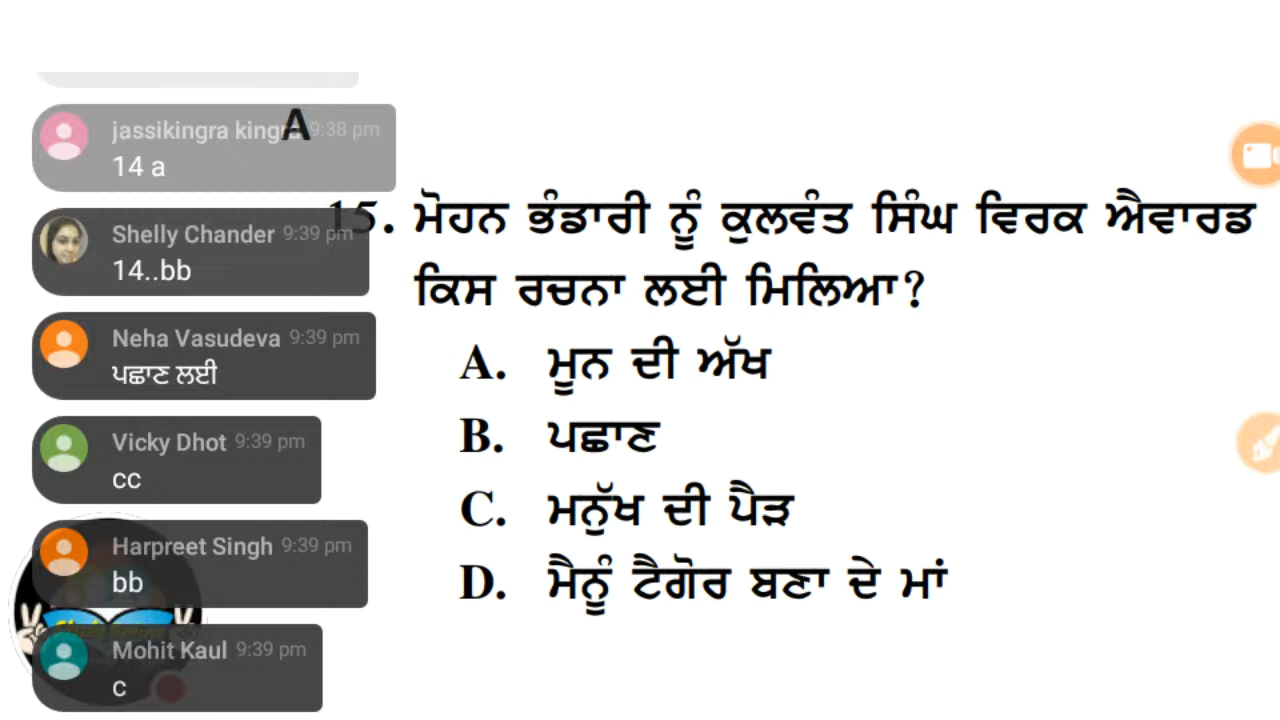 A
jassikingra kingra 9:38 pm
14 a
Shelly Chander 9:39 pm
14..bb
Neha Vasudeva 9:39 pm
ਪਛਾਣ ਲਈ
Vicky Dhot 9:39 pm
cc
Harpreet Singh 9:39 pm
bb
Mohit Kaul 9:39 pm
c
15. ਮੋਹਨ ਭੰਡਾਰੀ ਨੂੰ ਕੁਲਵੰਤ ਸਿੰਘ ਵਿਰਕ ਐਵਾਰਡ
ਕਿਸ ਰਚਨਾ ਲਈ ਮਿਲਿਆ?
A. ਮੂਨ ਦੀ ਅੱਖ
B. ਪਛਾਣ
C. ਮਨੁੱਖ ਦੀ ਪੈੜ
D. ਮੈਨੂੰ ਟੈਗੋਰ ਬਣਾ ਦੇ ਮਾਂ